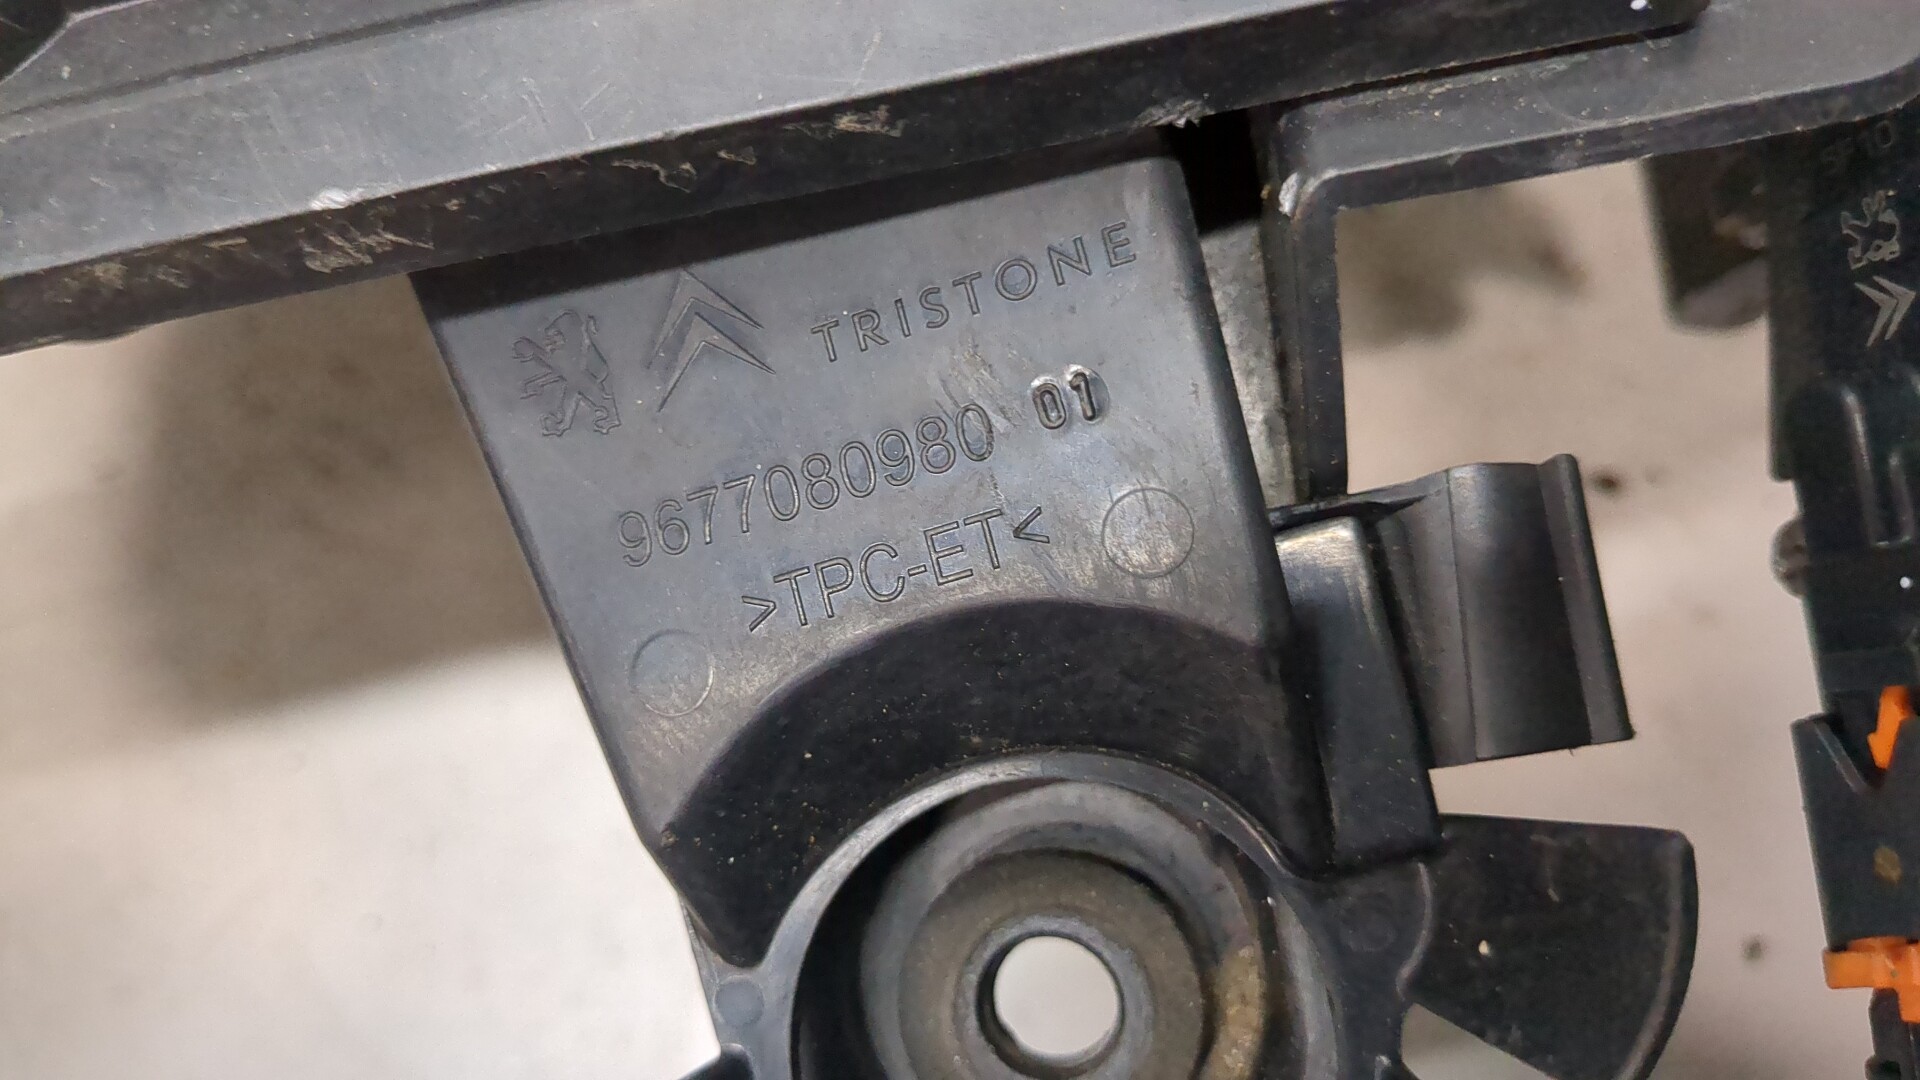 TRISTONE
9677080980 01
>TPC-ET<